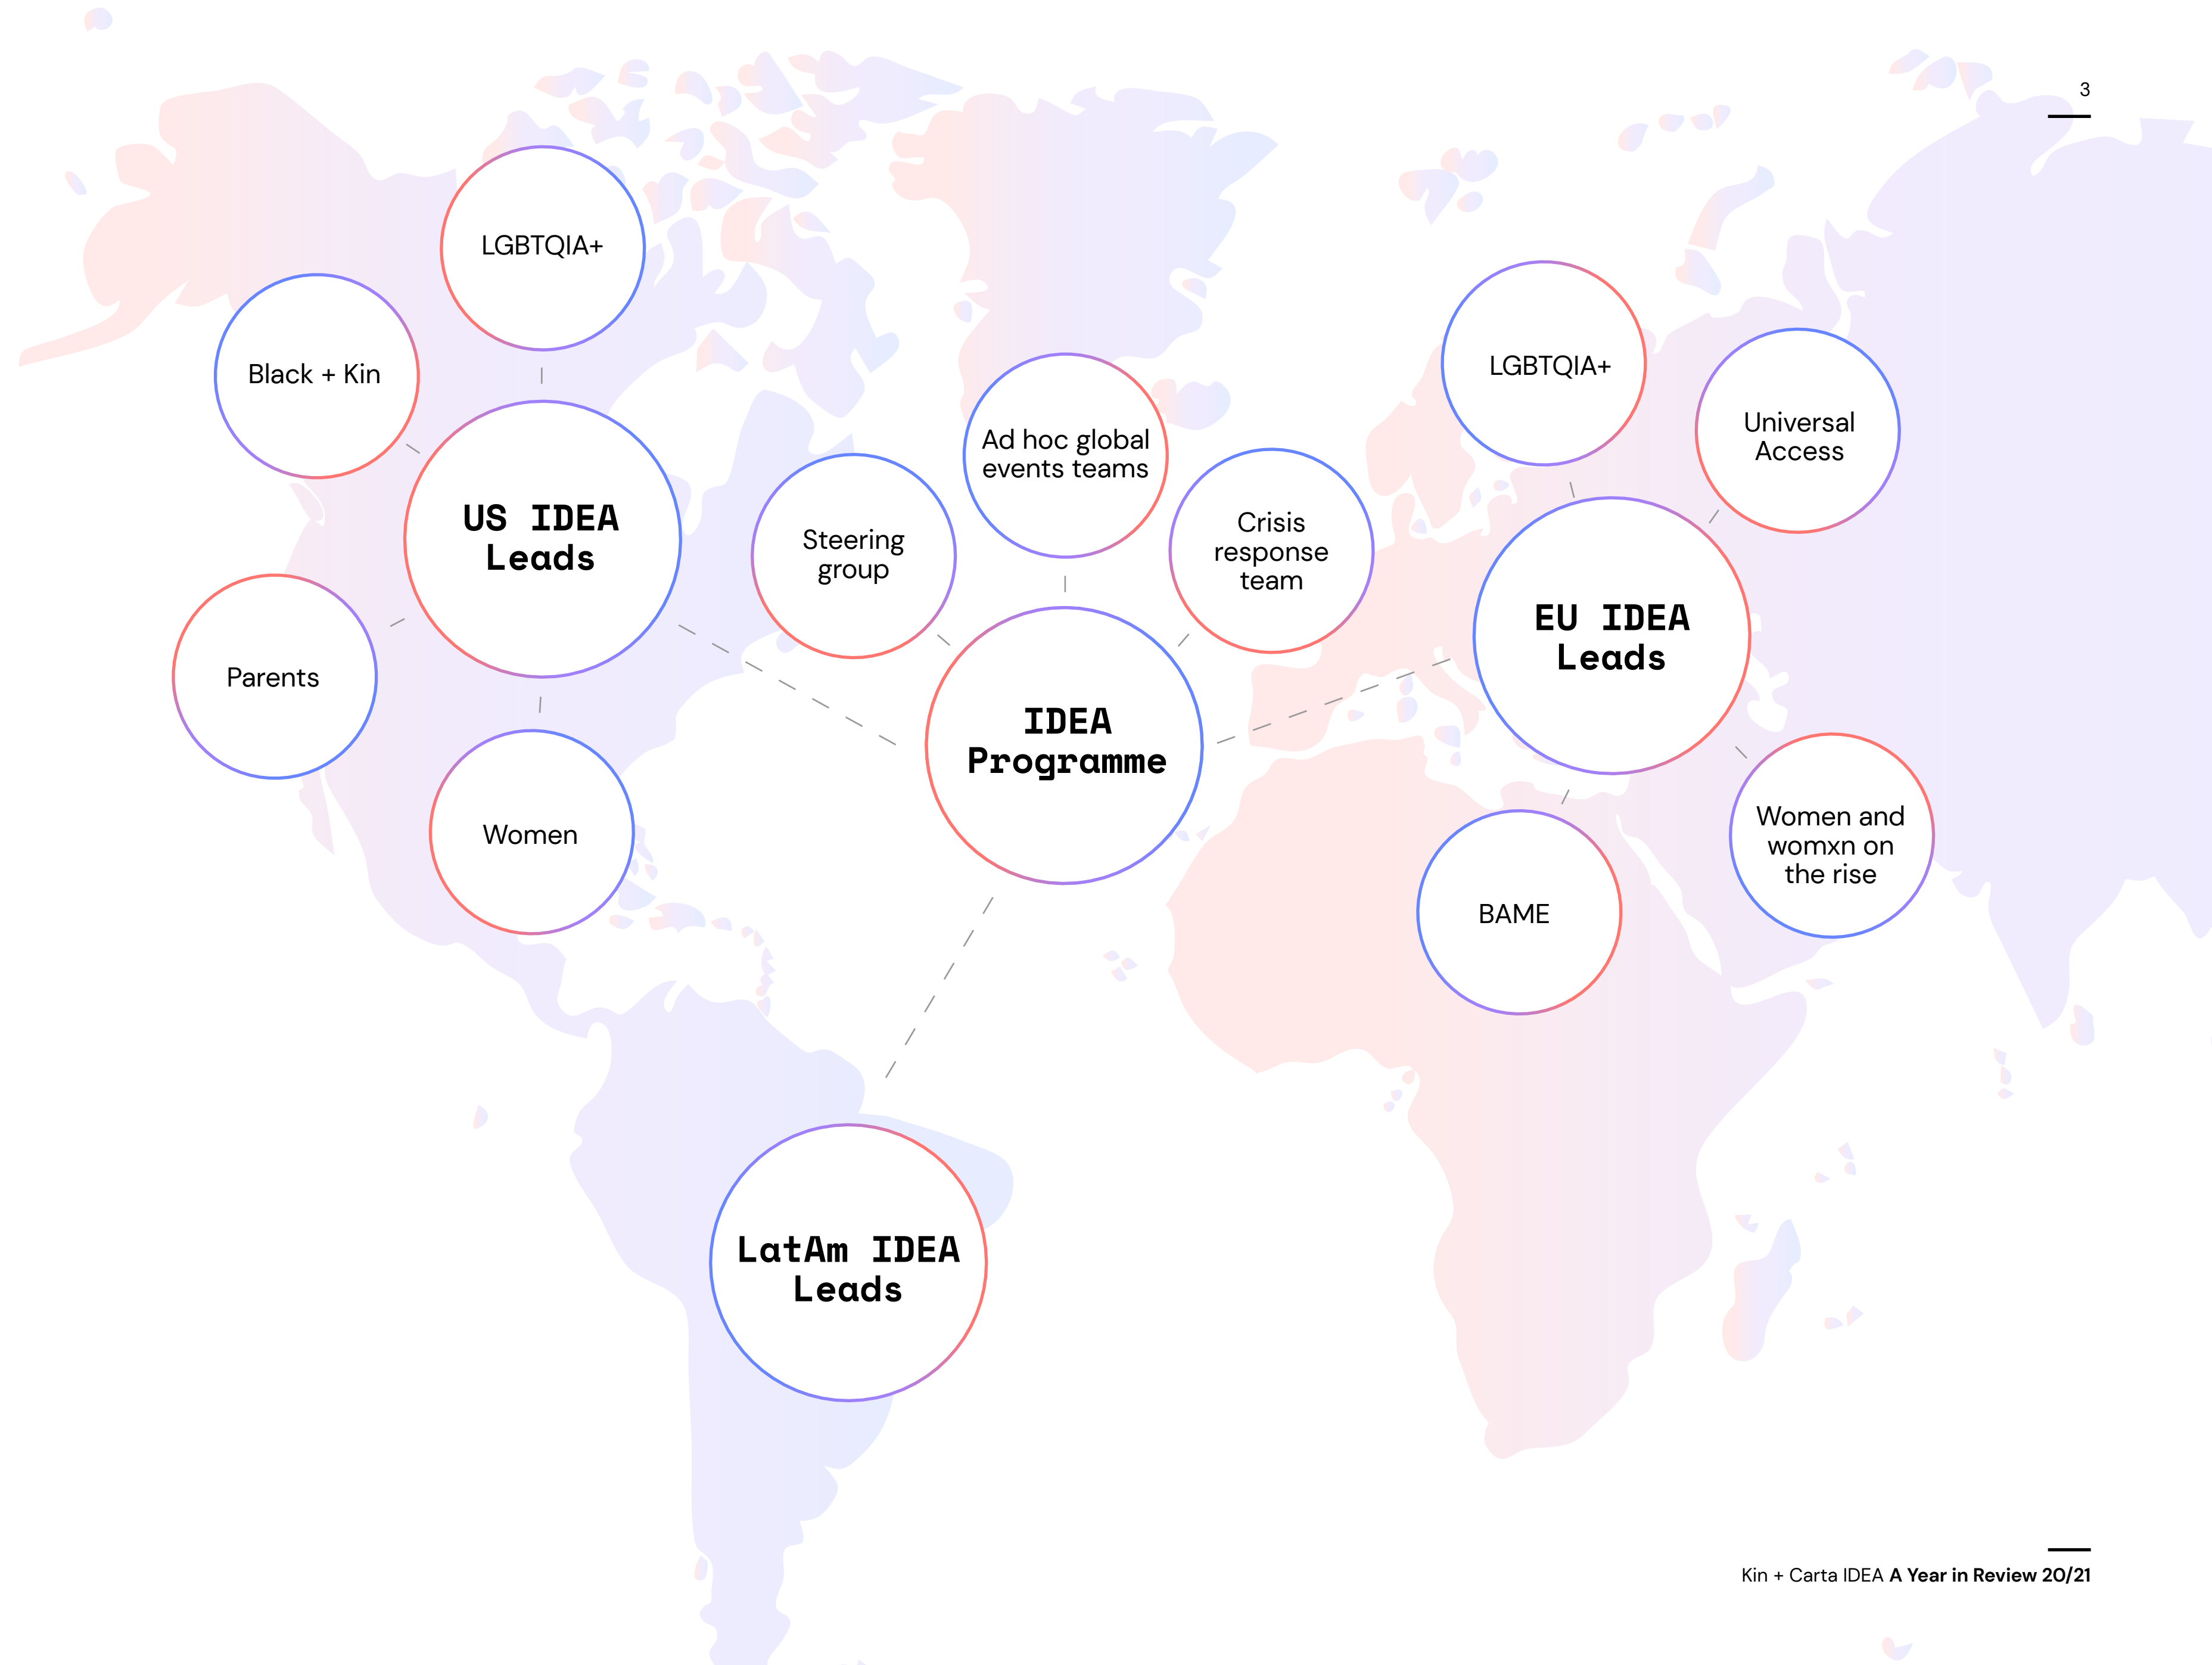 3
LGBTQIA+
Black + Kin
US IDEA
Leads
Parents
Women
Steering
group
Ad hoc global
events teams
Crisis
response
team
IDEA
Programme
LGBTQIA+
Universal
Access
EU IDEA
Leads
Women and
womxn on
the rise
BAME
LatAm IDEA
Leads
Kin + Carta IDEA A Year in Review 20/21